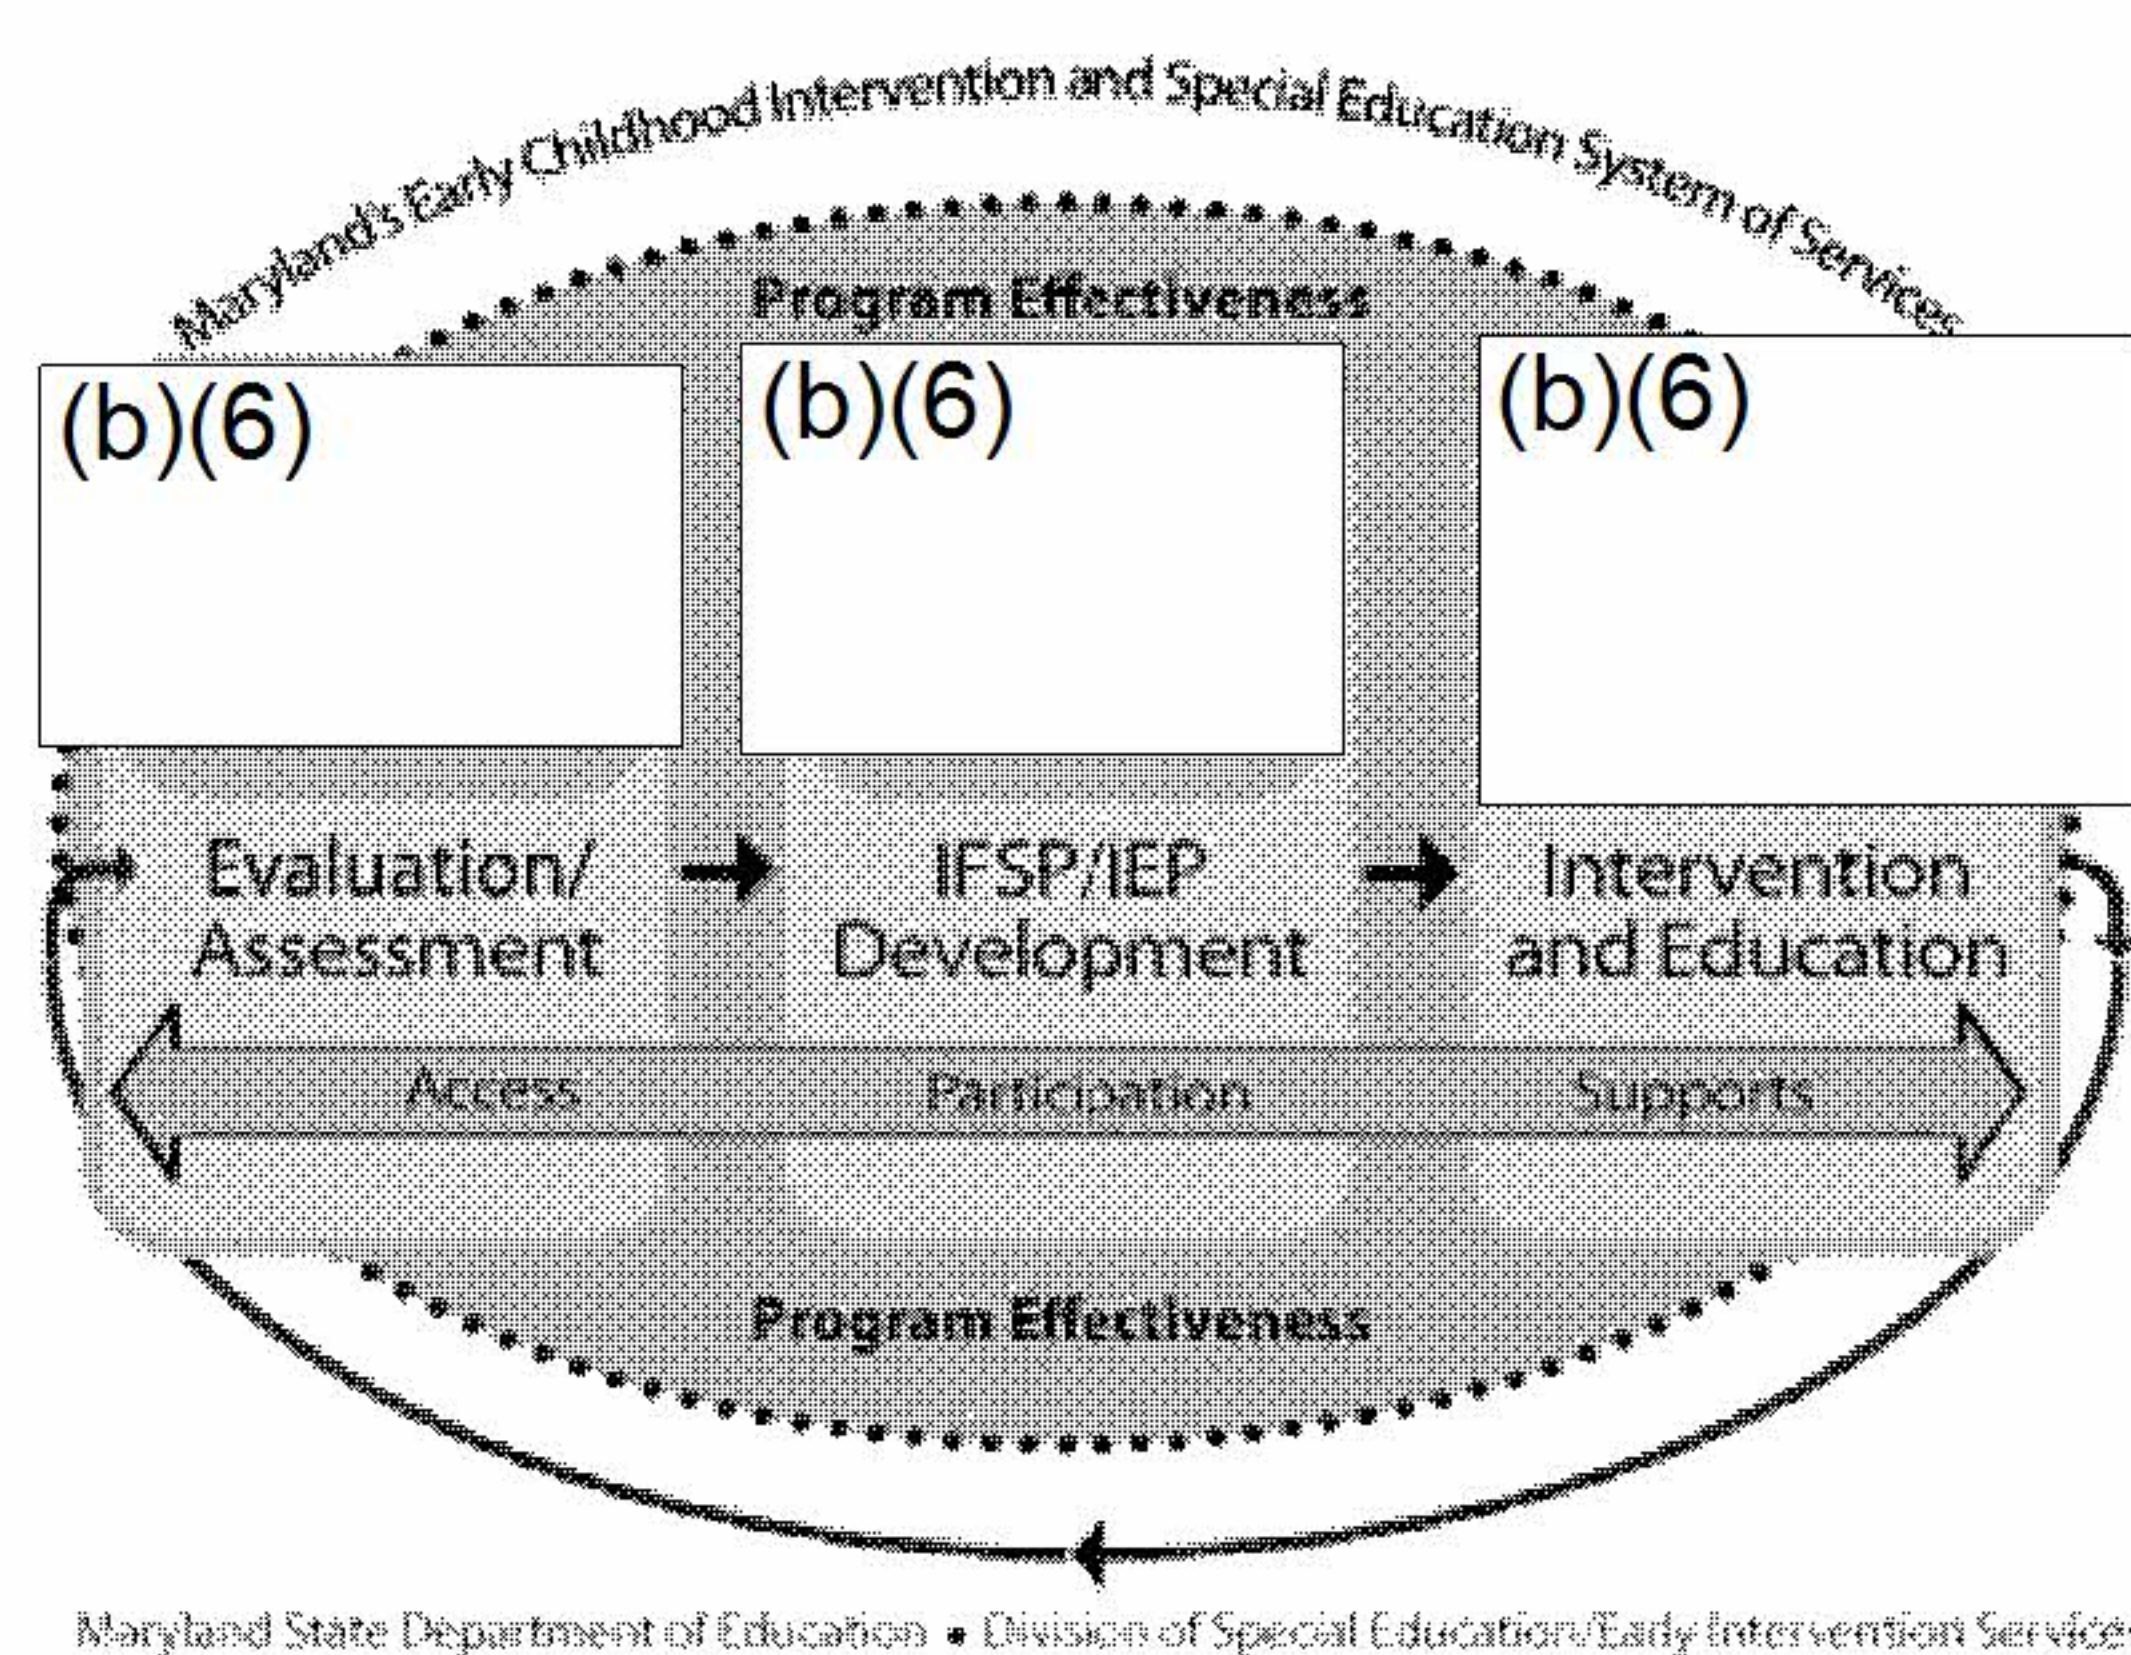 Maryland's Early Childhood Intervention and Special Education System of Services
Program Effectiveness
(b)(6)
(b)(6)
(b)(6)
Evaluation/
Assessment
IFSP/IEP
Development
Intervention
and Education
Access
Participation
Supports
Program Effectiveness
Maryland State Department of Education • Division of Special Education/Early Intervention Services